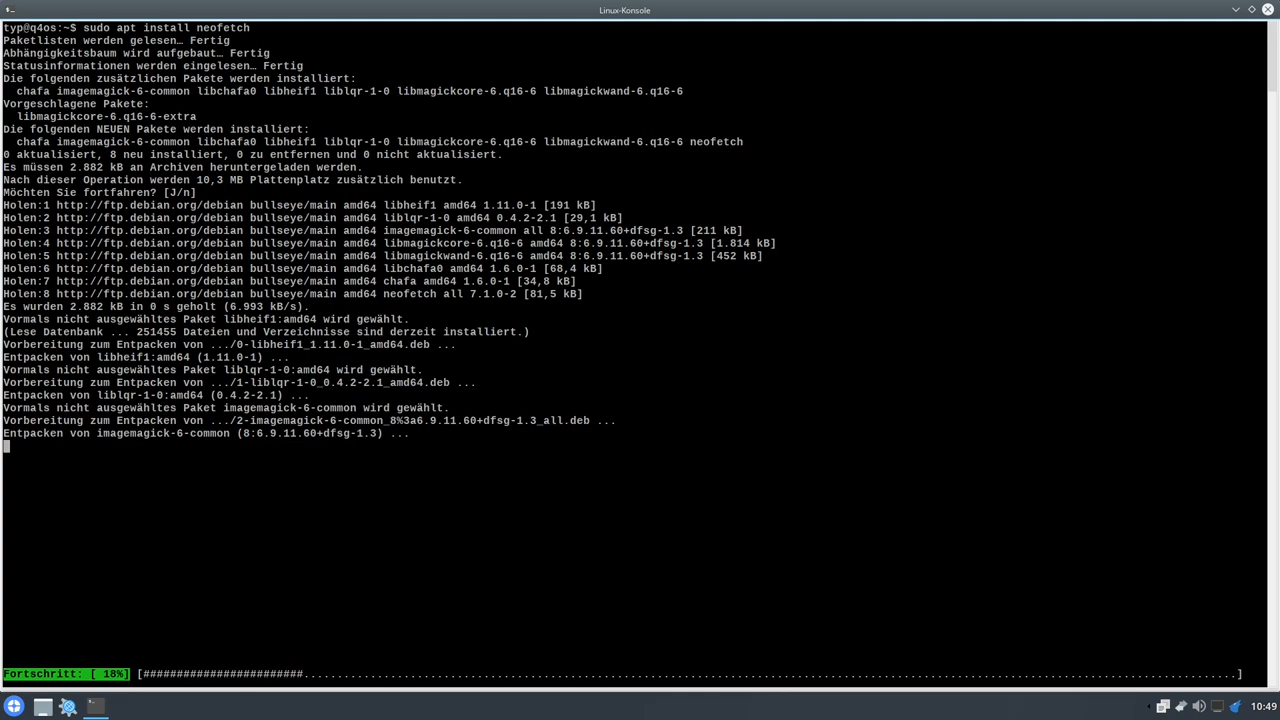 Linux-Konsole
typ@q4os:~$ sudo apt install neofetch
Paketlisten werden gelesen… Fertig
Abhängigkeitsbaum wird aufgebaut… Fertig
Statusinformationen werden eingelesen… Fertig
Die folgenden zusätzlichen Pakete werden installiert:
  chafa imagemagick-6-common libchafa0 libheif1 liblqr-1-0 libmagickcore-6.q16-6 libmagickwand-6.q16-6
Vorgeschlagene Pakete:
  libmagickcore-6.q16-6-extra
Die folgenden NEUEN Pakete werden installiert:
  chafa imagemagick-6-common libchafa0 libheif1 liblqr-1-0 libmagickcore-6.q16-6 libmagickwand-6.q16-6 neofetch
0 aktualisiert, 8 neu installiert, 0 zu entfernen und 0 nicht aktualisiert.
Es müssen 2.882 kB an Archiven heruntergeladen werden.
Nach dieser Operation werden 10,3 MB Plattenplatz zusätzlich benutzt.
Möchten Sie fortfahren? [J/n]
Holen:1 http://ftp.debian.org/debian bullseye/main amd64 libheif1 amd64 1.11.0-1 [191 kB]
Holen:2 http://ftp.debian.org/debian bullseye/main amd64 liblqr-1-0 amd64 0.4.2-2.1 [29,1 kB]
Holen:3 http://ftp.debian.org/debian bullseye/main amd64 imagemagick-6-common all 8:6.9.11.60+dfsg-1.3 [211 kB]
Holen:4 http://ftp.debian.org/debian bullseye/main amd64 libmagickcore-6.q16-6 amd64 8:6.9.11.60+dfsg-1.3 [1.814 kB]
Holen:5 http://ftp.debian.org/debian bullseye/main amd64 libmagickwand-6.q16-6 amd64 8:6.9.11.60+dfsg-1.3 [452 kB]
Holen:6 http://ftp.debian.org/debian bullseye/main amd64 libchafa0 amd64 1.6.0-1 [68,4 kB]
Holen:7 http://ftp.debian.org/debian bullseye/main amd64 chafa amd64 1.6.0-1 [34,8 kB]
Holen:8 http://ftp.debian.org/debian bullseye/main amd64 neofetch all 7.1.0-2 [81,5 kB]
Es wurden 2.882 kB in 0 s geholt (6.993 kB/s).
Vormals nicht ausgewähltes Paket libheif1:amd64 wird gewählt.
(Lese Datenbank ... 251455 Dateien und Verzeichnisse sind derzeit installiert.)
Vorbereitung zum Entpacken von .../0-libheif1_1.11.0-1_amd64.deb ...
Entpacken von libheif1:amd64 (1.11.0-1) ...
Vormals nicht ausgewähltes Paket liblqr-1-0:amd64 wird gewählt.
Vorbereitung zum Entpacken von .../1-liblqr-1-0_0.4.2-2.1_amd64.deb ...
Entpacken von liblqr-1-0:amd64 (0.4.2-2.1) ...
Vormals nicht ausgewähltes Paket imagemagick-6-common wird gewählt.
Vorbereitung zum Entpacken von .../2-imagemagick-6-common_8%3a6.9.11.60+dfsg-1.3_all.deb ...
Entpacken von imagemagick-6-common (8:6.9.11.60+dfsg-1.3) ...
Fortschritt: [ 18%] [########################............................................................................................................................................]
10:49